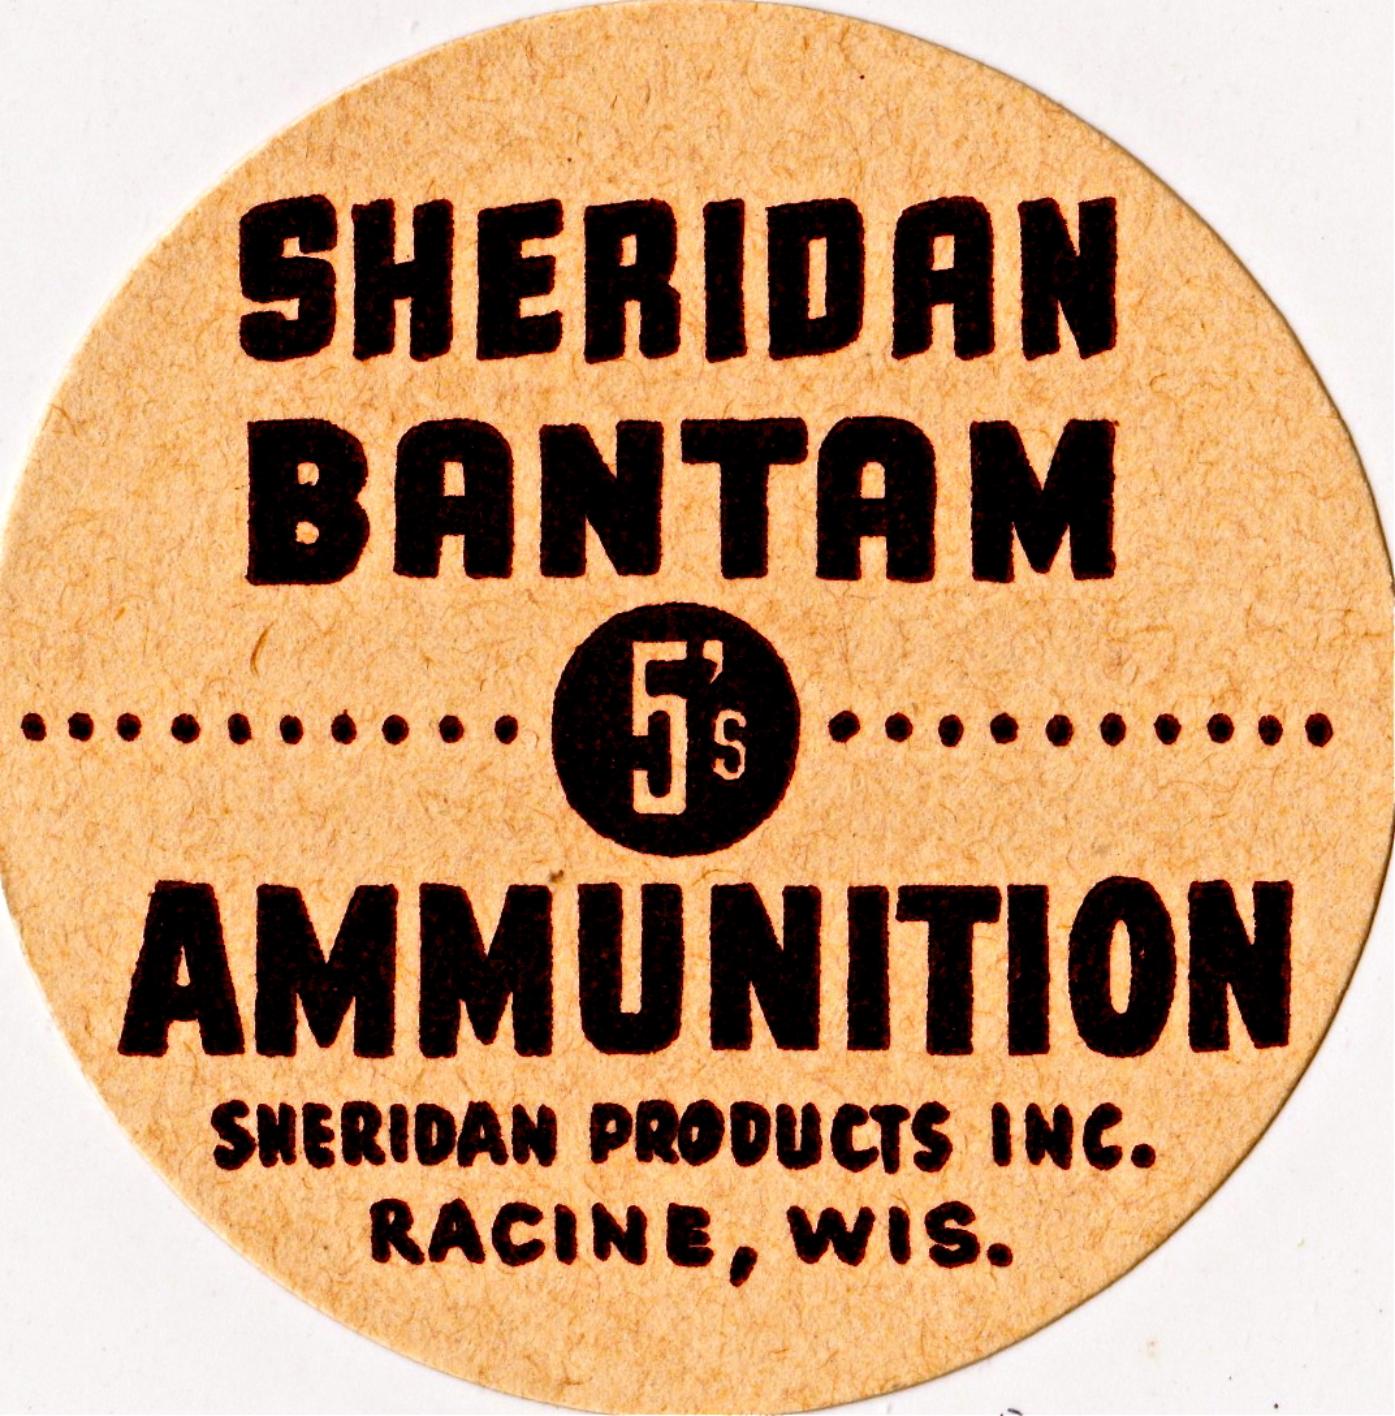 SHERIDAN
BANTAM
5's
AMMUNITION
SHERIDAN PRODUCTS INC.
RACINE, WIS.